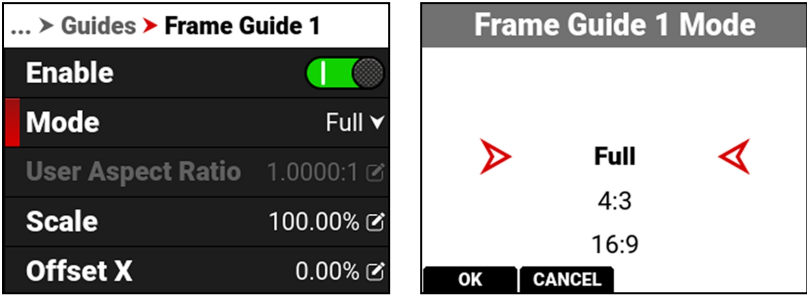 ... > Guides > Frame Guide 1
Enable
Mode Full
User Aspect Ratio 1.0000:1
Scale 100.00%
Offset X 0.00%
Frame Guide 1 Mode
Full
4:3
16:9
OK CANCEL